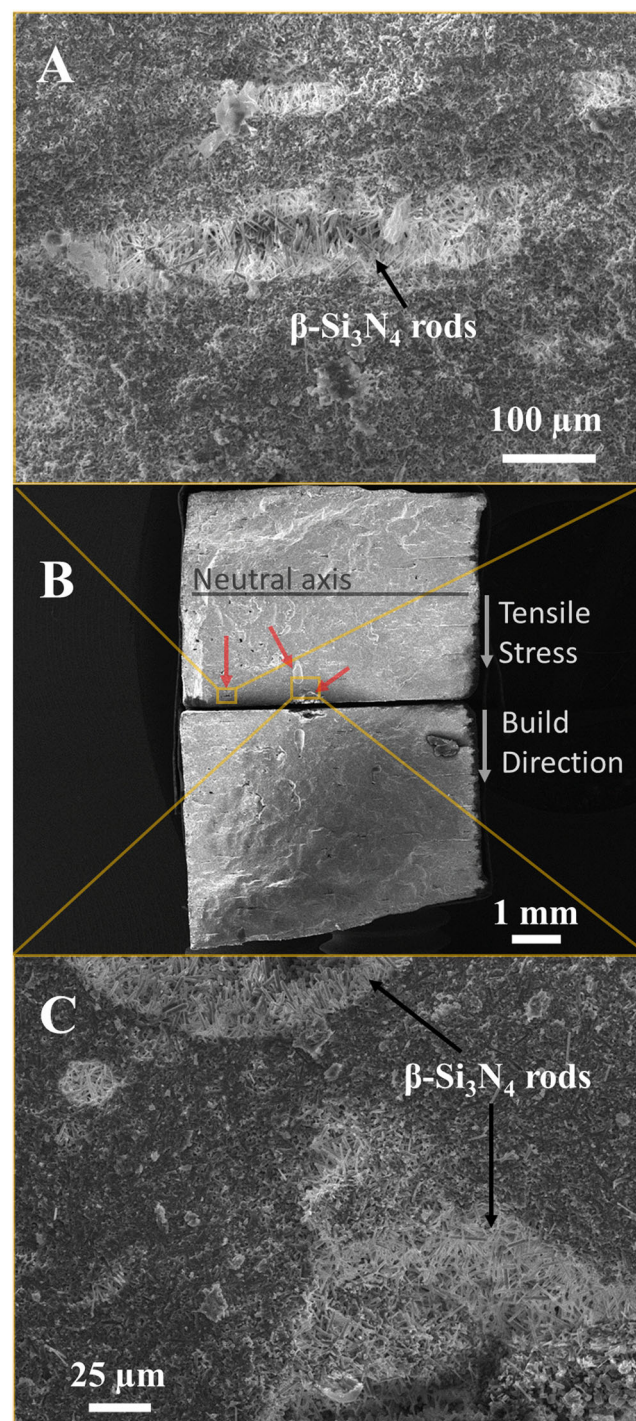 A
β-Si₃N₄ rods
100 µm
B
Neutral axis
Tensile
Stress
Build
Direction
1 mm
C
β-Si₃N₄ rods
25 µm